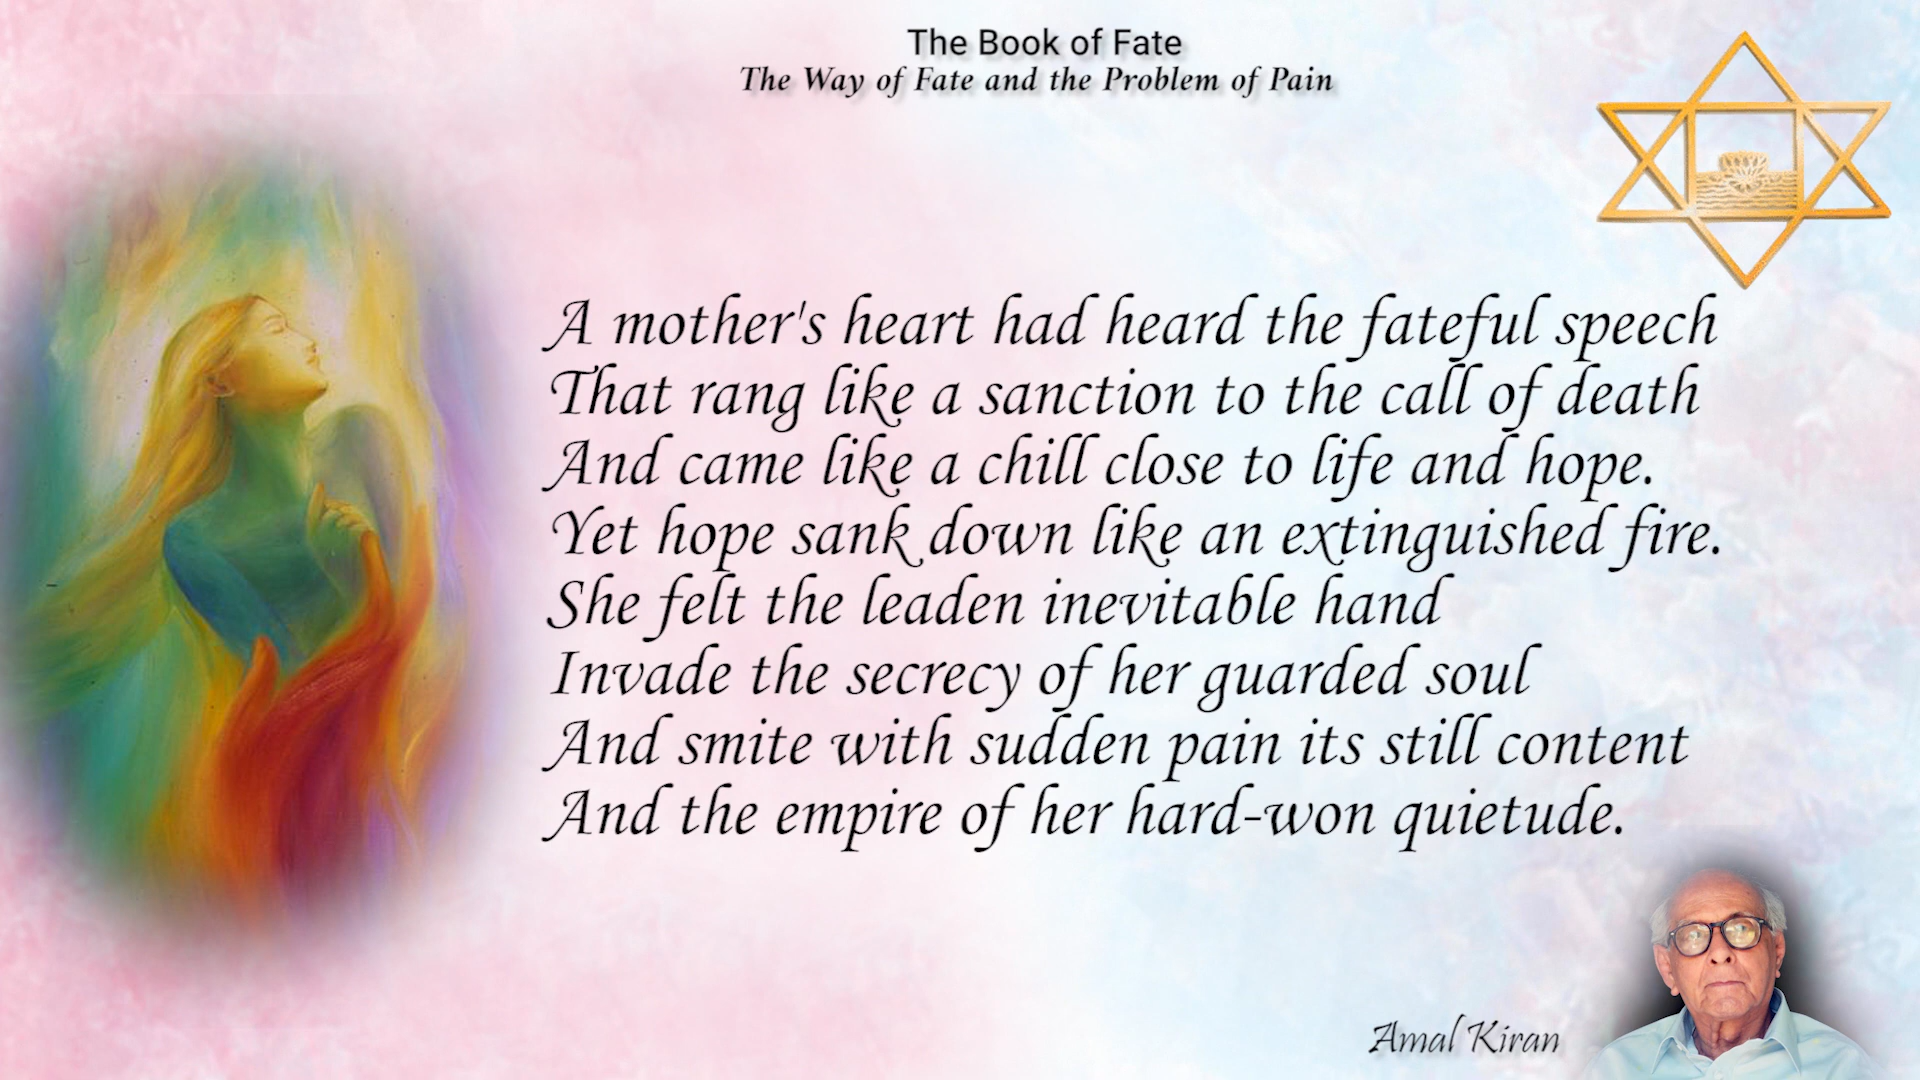 The Book of Fate
The Way of Fate and the Problem of Pain
A mother's heart had heard the fateful speech
That rang like a sanction to the call of death
And came like a chill close to life and hope.
Yet hope sank down like an extinguished fire.
She felt the leaden inevitable hand
Invade the secrecy of her guarded soul
And smite with sudden pain its still content
And the empire of her hard-won quietude.
Amal Kiran